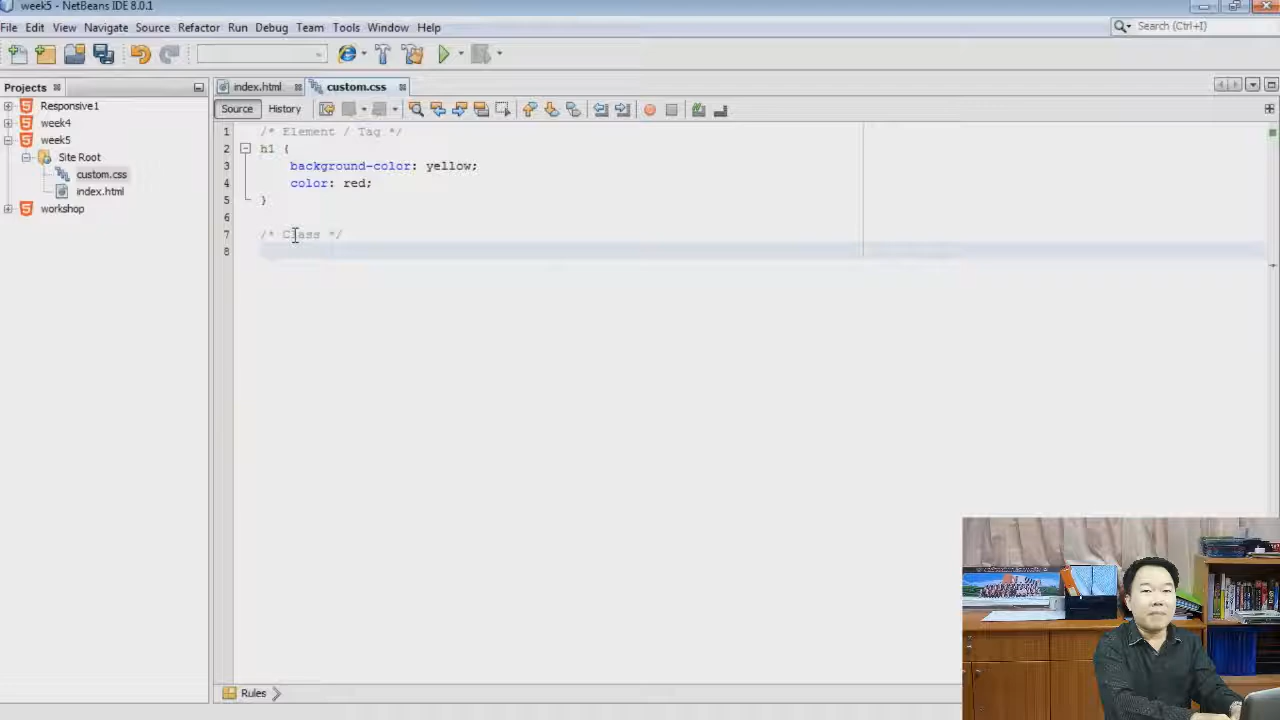 week5 - NetBeans IDE 8.0.1
File Edit View Navigate Source Refactor Run Debug Team Tools Window Help
Search (Ctrl+I)
Projects
index.html
custom.css
Source
History
Responsive1
week4
week5
Site Root
custom.css
index.html
workshop
1 /* Element / Tag */
2 h1 {
3 background-color: yellow;
4 color: red;
5 }
6
7 /* Class */
8
Rules